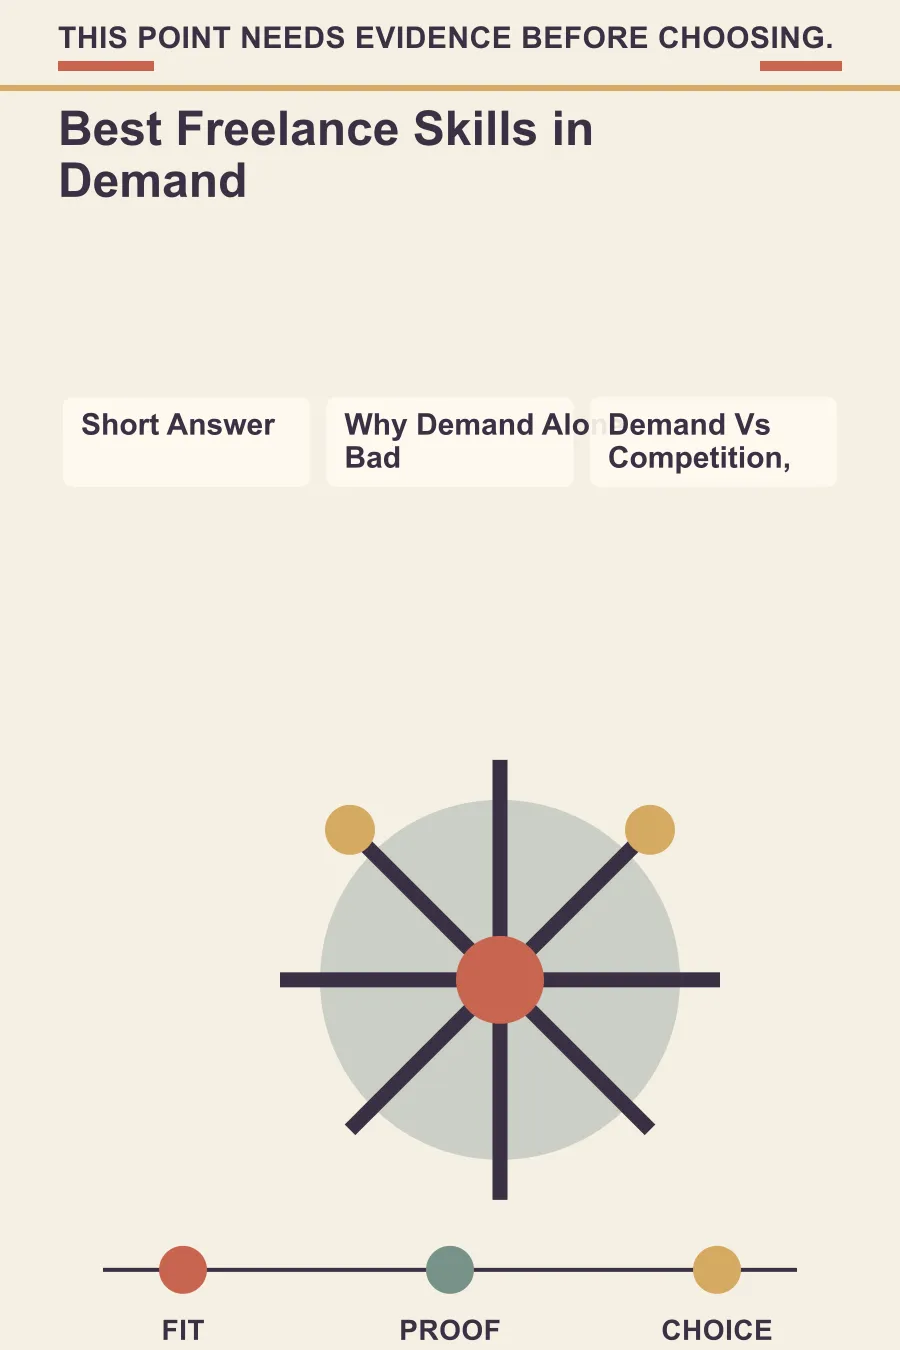 THIS POINT NEEDS EVIDENCE BEFORE CHOOSING.
Best Freelance Skills in
Demand
Short Answer
Why Demand Alone
Bad
Demand Vs
Competition,
FIT
PROOF
CHOICE